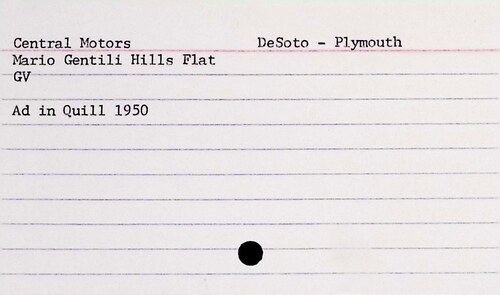 Central Motors DeSoto - Plymouth
Mario Gentili Hills Flat
GV
Ad in Quill 1950